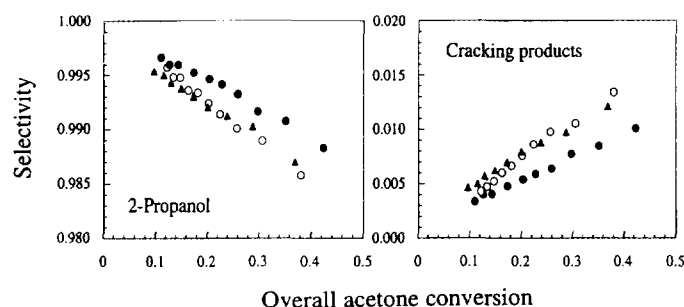 1.000
0.995
0.990
0.985
0.980
Selectivity
2-Propanol
0 0.1 0.2 0.3 0.4 0.5
0.020
0.015
0.010
0.005
0.000
Cracking products
0 0.1 0.2 0.3 0.4 0.5
Overall acetone conversion